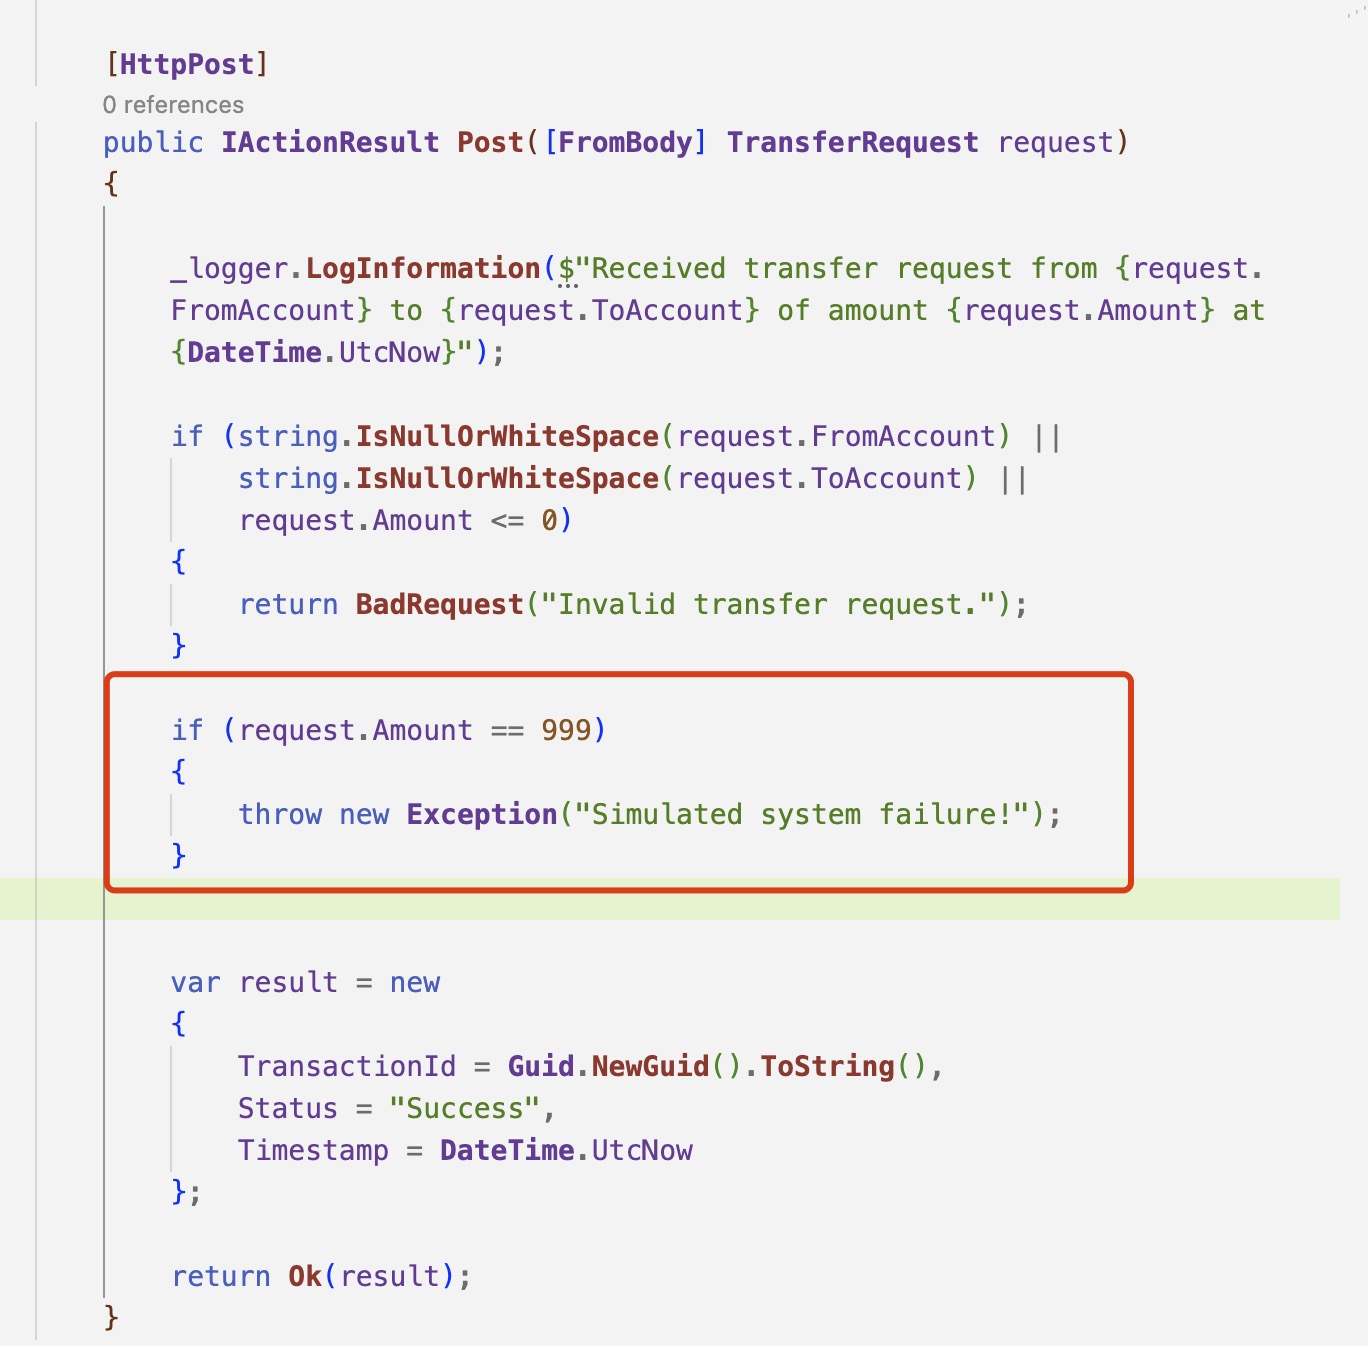 [HttpPost]
0 references
public IActionResult Post([FromBody] TransferRequest request)
{
_logger.LogInformation($"Received transfer request from {request.
FromAccount} to {request.ToAccount} of amount {request.Amount} at
{DateTime.UtcNow}");
if (string.IsNullOrWhiteSpace(request.FromAccount) ||
string.IsNullOrWhiteSpace(request.ToAccount) ||
request.Amount <= 0)
{
return BadRequest("Invalid transfer request.");
}
if (request.Amount == 999)
{
throw new Exception("Simulated system failure!");
}
var result = new
{
TransactionId = Guid.NewGuid().ToString(),
Status = "Success",
Timestamp = DateTime.UtcNow
};
return Ok(result);
}